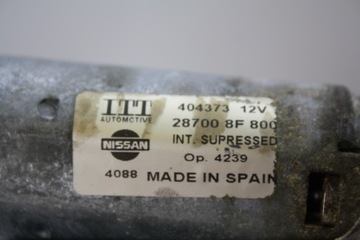 ITT 404373 12V
AUTOMOTIVE 28700 8F 800
INT. SUPRESSED
NISSAN Op. 4239
4088 MADE IN SPAIN